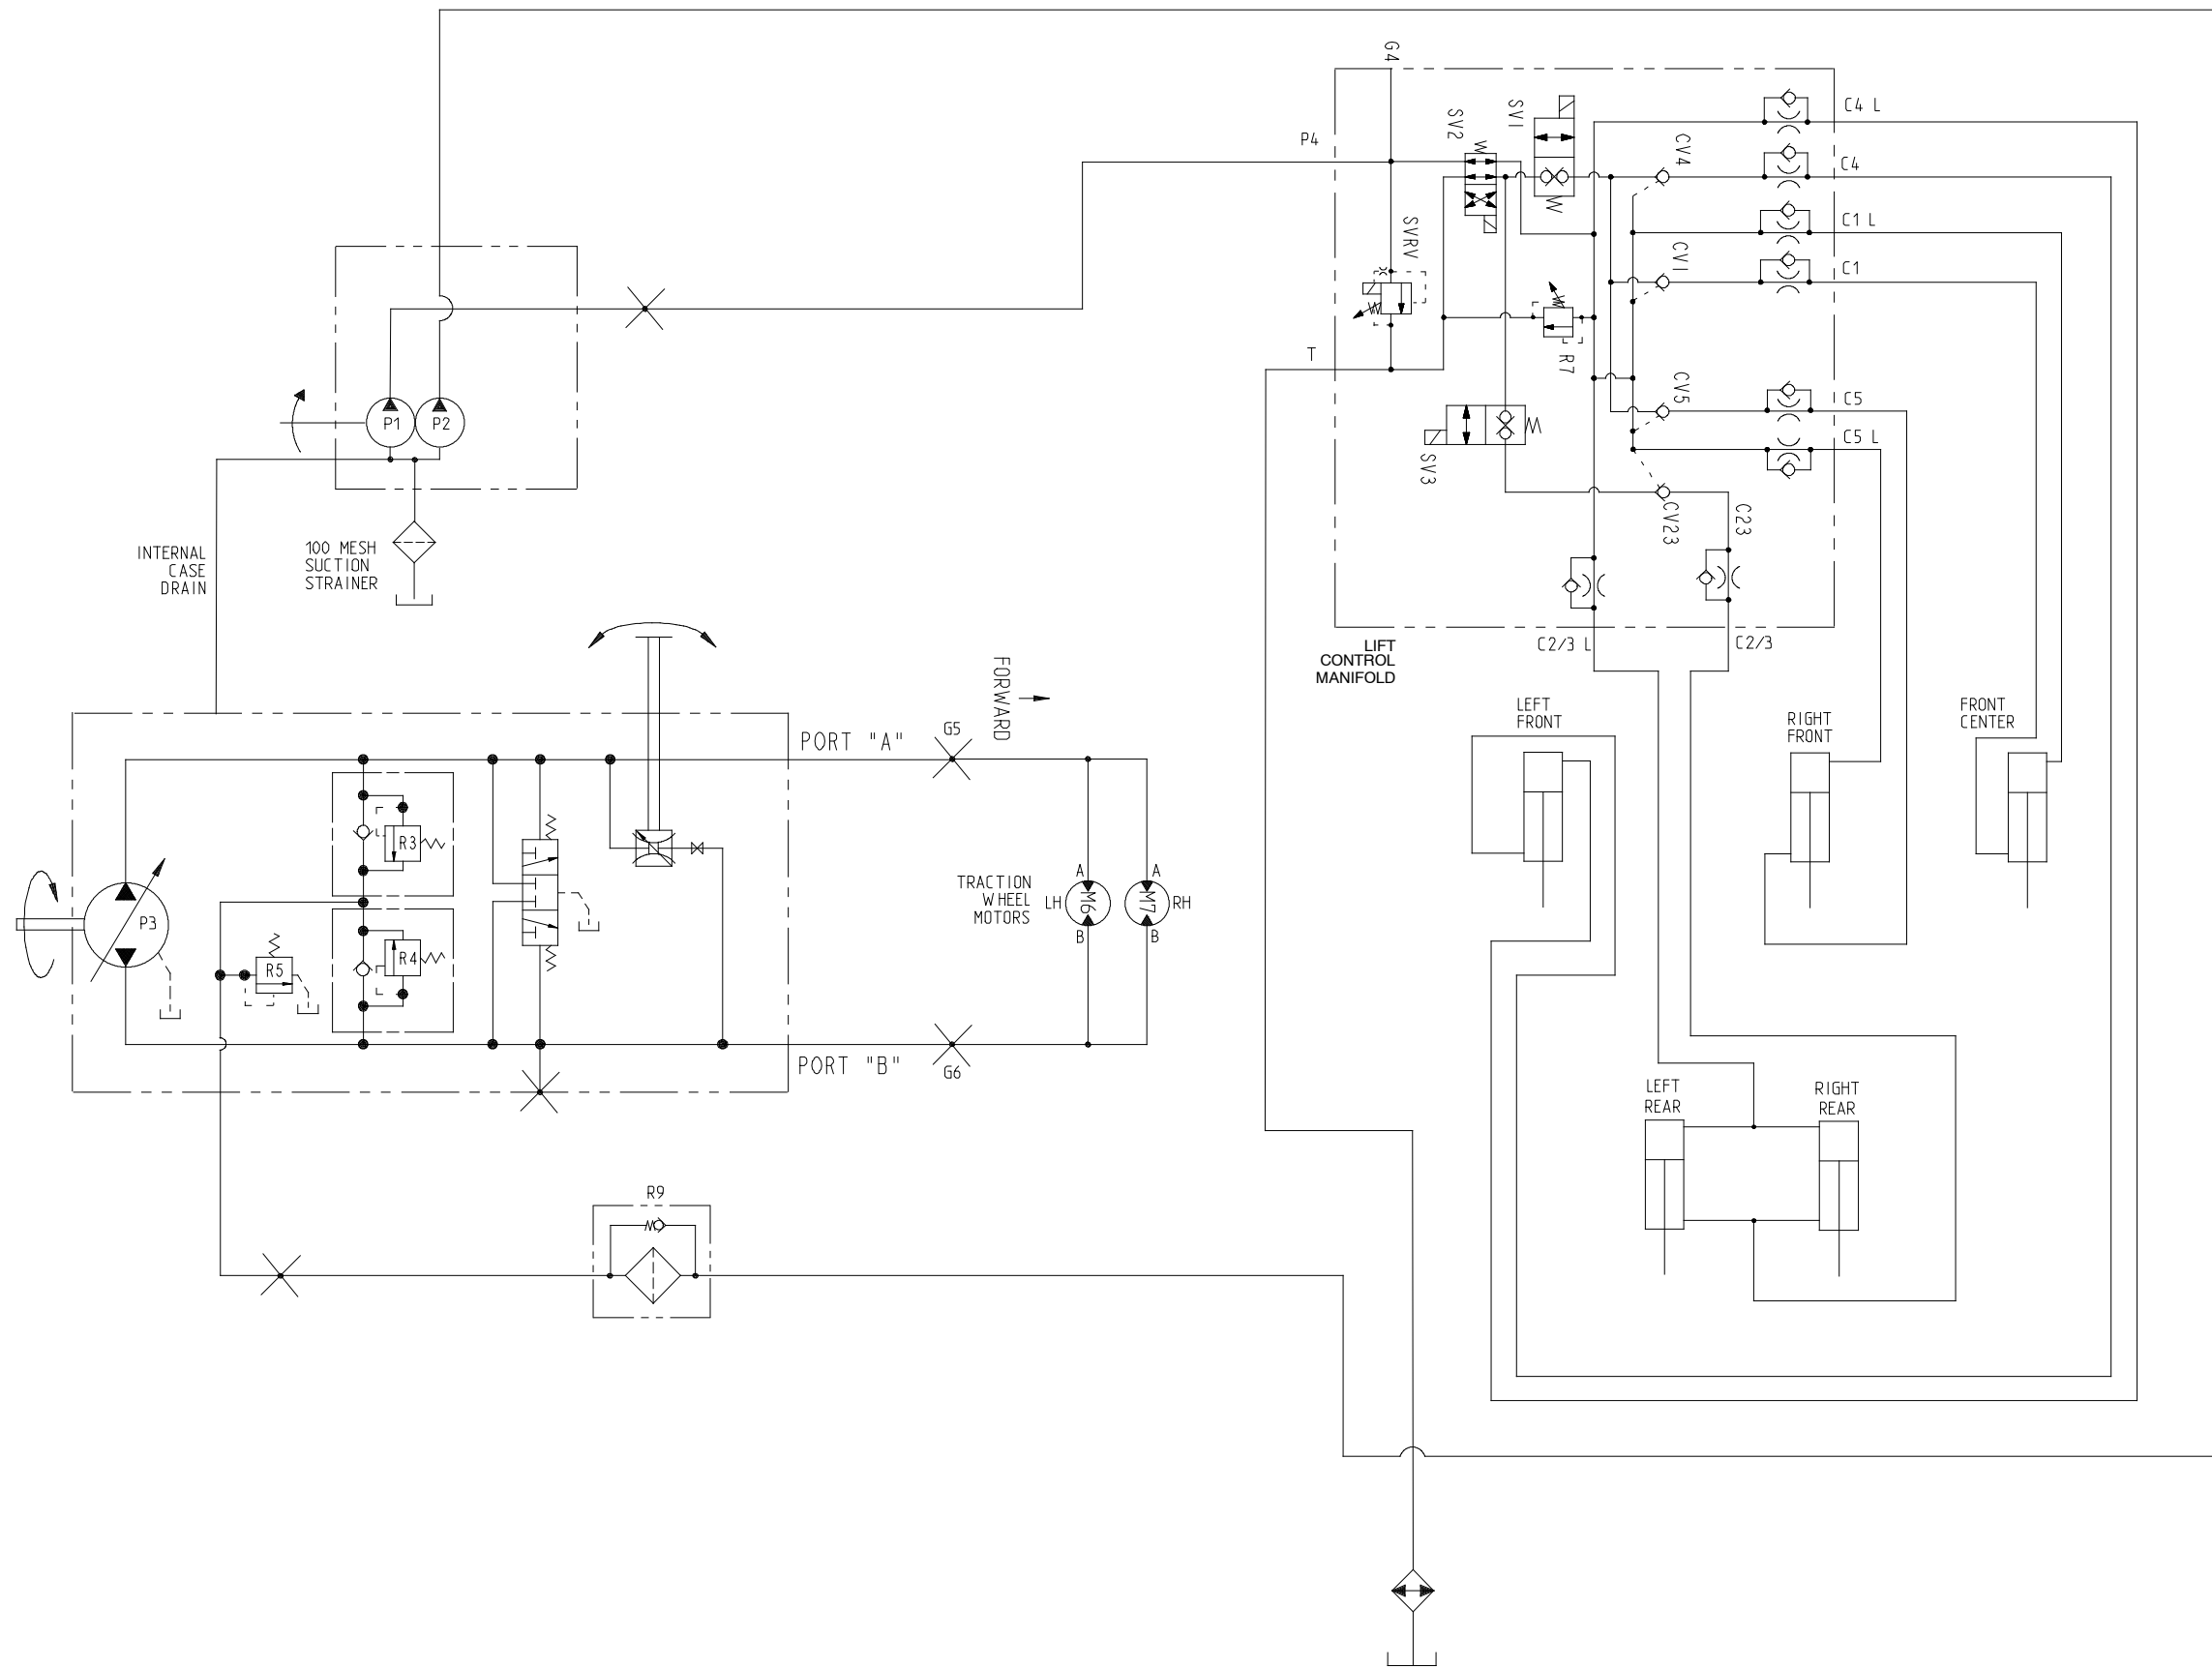 G4
C4 L
SV1
SV2
P4
CV4
C4
C1 L
SVRV
CV1
C1
T
R7
CV5
C5
P1
P2
C5 L
SV3
CV23
C23
INTERNAL
CASE
DRAIN
100 MESH
SUCTION
STRAINER
C2/3 L
C2/3
LIFT
CONTROL
MANIFOLD
FORWARD
LEFT
FRONT
RIGHT
FRONT
FRONT
CENTER
PORT "A"
G5
R3
TRACTION
WHEEL
MOTORS
A
A
LH
M6
M7
RH
B
B
P3
R4
R5
PORT "B"
G6
LEFT
REAR
RIGHT
REAR
R9